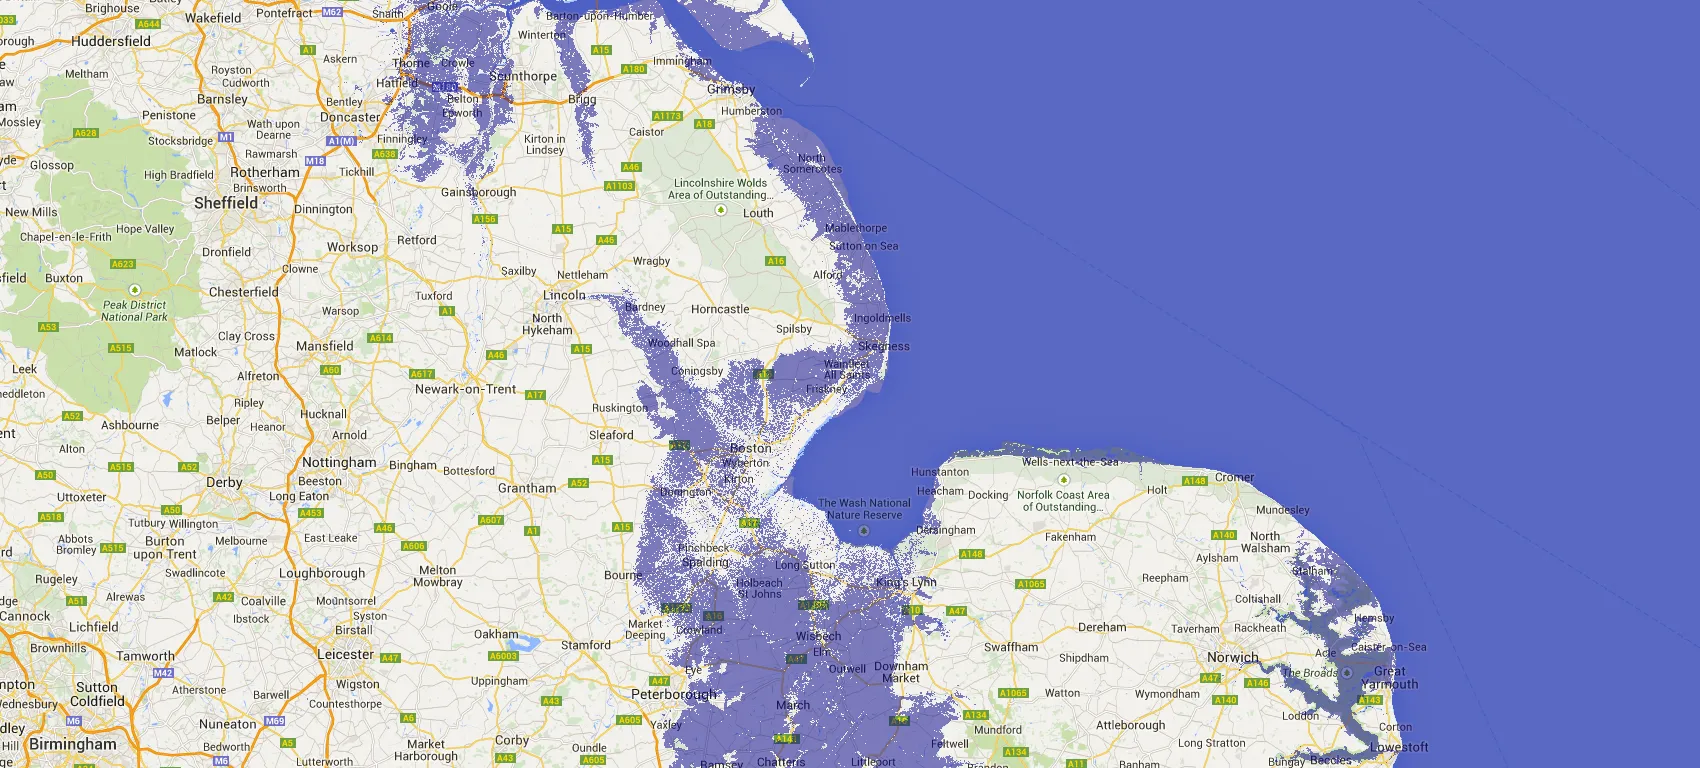 Brighouse
Pontefract
M62
Snaith
Goole
Barton-upon-Humber
A644
Wakefield
Huddersfield
A1
Winterton
A15
Royston
Askern
Thorne
Crowle
Scunthorpe
Immingham
A180
Meltham
Cudworth
Hatfield
M180
Grimsby
Barnsley
Bentley
Belton
Brigg
Penistone
Doncaster
Epworth
Humberston
A1173
A18
Wath upon
Dearne
A628
Stocksbridge
M1
A1(M)
Finningley
Kirton in
Lindsey
Caistor
Rawmarsh
M18
A638
Glossop
High Bradfield
Rotherham
Tickhill
A46
North
Somercotes
Brinsworth
A1103
Lincolnshire Wolds
Area of Outstanding...
Gainsborough
Sheffield
Dinnington
New Mills
A156
Louth
Hope Valley
Chapel-en-le-Frith
Worksop
Retford
A15
A46
Mablethorpe
Sutton on Sea
Dronfield
A623
Clowne
Saxilby
Nettleham
Wragby
A16
Alford
Buxton
Chesterfield
Tuxford
Lincoln
Peak District
National Park
Warsop
A1
Bardney
Horncastle
Ingoldmells
A53
North
Hykeham
Spilsby
Clay Cross
A614
A515
Matlock
Mansfield
A46
A15
Woodhall Spa
Skegness
Leek
Alfreton
A60
A617
Coningsby
Wainfleet
All Saints
Newark-on-Trent
A17
Friskney
Ripley
Ruskington
A52
Hucknall
Ashbourne
Belper
Heanor
Arnold
Sleaford
Boston
Alton
A515
A52
Nottingham
Bingham
Bottesford
A15
Wyberton
Wells-next-the-Sea
A50
Derby
Beeston
Grantham
A52
Kirton
Hunstanton
Cromer
Uttoxeter
Long Eaton
Donington
Heacham
Docking
Norfolk Coast Area
of Outstanding...
Holt
A148
A50
A453
The Wash National
Nature Reserve
Mundesley
A518
Tutbury
Willington
A46
A607
A1
A15
A17
Dersingham
Fakenham
A140
North
Walsham
Abbots
Bromley
A515
Burton
upon Trent
Melbourne
East Leake
A606
Pinchbeck
Spalding
Long Sutton
A148
Aylsham
Stalham
Rugeley
Swadlincote
Loughborough
Melton
Mowbray
Bourne
Holbeach
St Johns
King's Lynn
A1065
Reepham
Cannock
A51
Alrewas
A42
Coalville
Mountsorrel
Coltishall
Ibstock
Syston
Market
Deeping
A16
A10
A47
Hemsby
Lichfield
Birstall
Oakham
Crowland
Wisbech
Dereham
Taverham
Rackheath
Brownhills
Tamworth
Leicester
A47
A6003
Stamford
Elm
Swaffham
Acle
Caister-on-Sea
M42
A47
Outwell
Downham
Market
Shipdham
Norwich
The Broads
Great
Yarmouth
Eye
A47
A146
Sutton
Coldfield
Atherstone
Barwell
Wigston
Uppingham
A47
Peterborough
A1065
Watton
Wymondham
A140
A143
Countesthorpe
A43
March
Loddon
M6
Nuneaton
M69
A6
A605
Yaxley
A134
Mundford
Attleborough
Corton
Birmingham
Bedworth
A5
Market
Harborough
Corby
Oundle
Feltwell
A134
Long Stratton
Lowestoft
M6
Lutterworth
A43
A605
Ramsey
Chatteris
Littleport
Brandon
A11
Banham
Bungay
Beccles